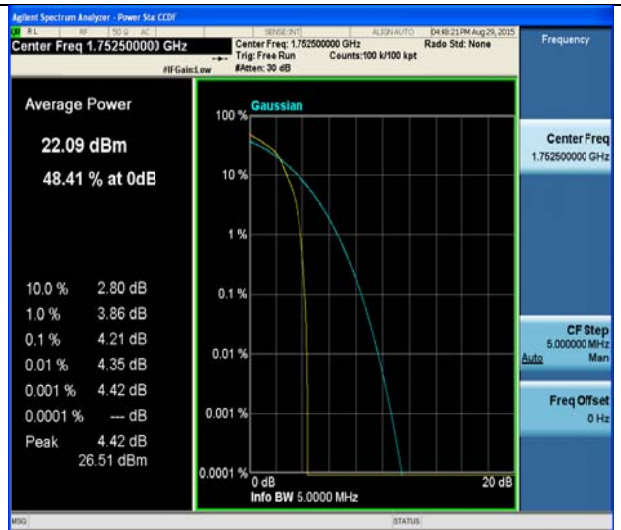 Agilent Spectrum Analyzer - Power Stat CCDF
RL RF 50 Ω AC SENSE:INT ALIGN AUTO 04:48:21 PM Aug 29, 2015
Center Freq 1.752500000 GHz
Center Freq: 1.752500000 GHz Radio Std: None
Trig: Free Run Counts:100 k/100 kpt
#IFGain:Low #Atten: 30 dB
Frequency
Center Freq
1.752500000 GHz
CF Step
5.000000 MHz
Auto Man
Freq Offset
0 Hz
Average Power
22.09 dBm
48.41 % at 0dB
10.0 % 2.80 dB
1.0 % 3.86 dB
0.1 % 4.21 dB
0.01 % 4.35 dB
0.001 % 4.42 dB
0.0001 % --- dB
Peak 4.42 dB
26.51 dBm
Gaussian
100 %
10 %
1 %
0.1 %
0.01 %
0.001 %
0.0001 %
0 dB 20 dB
Info BW 5.0000 MHz
MSG STATUS